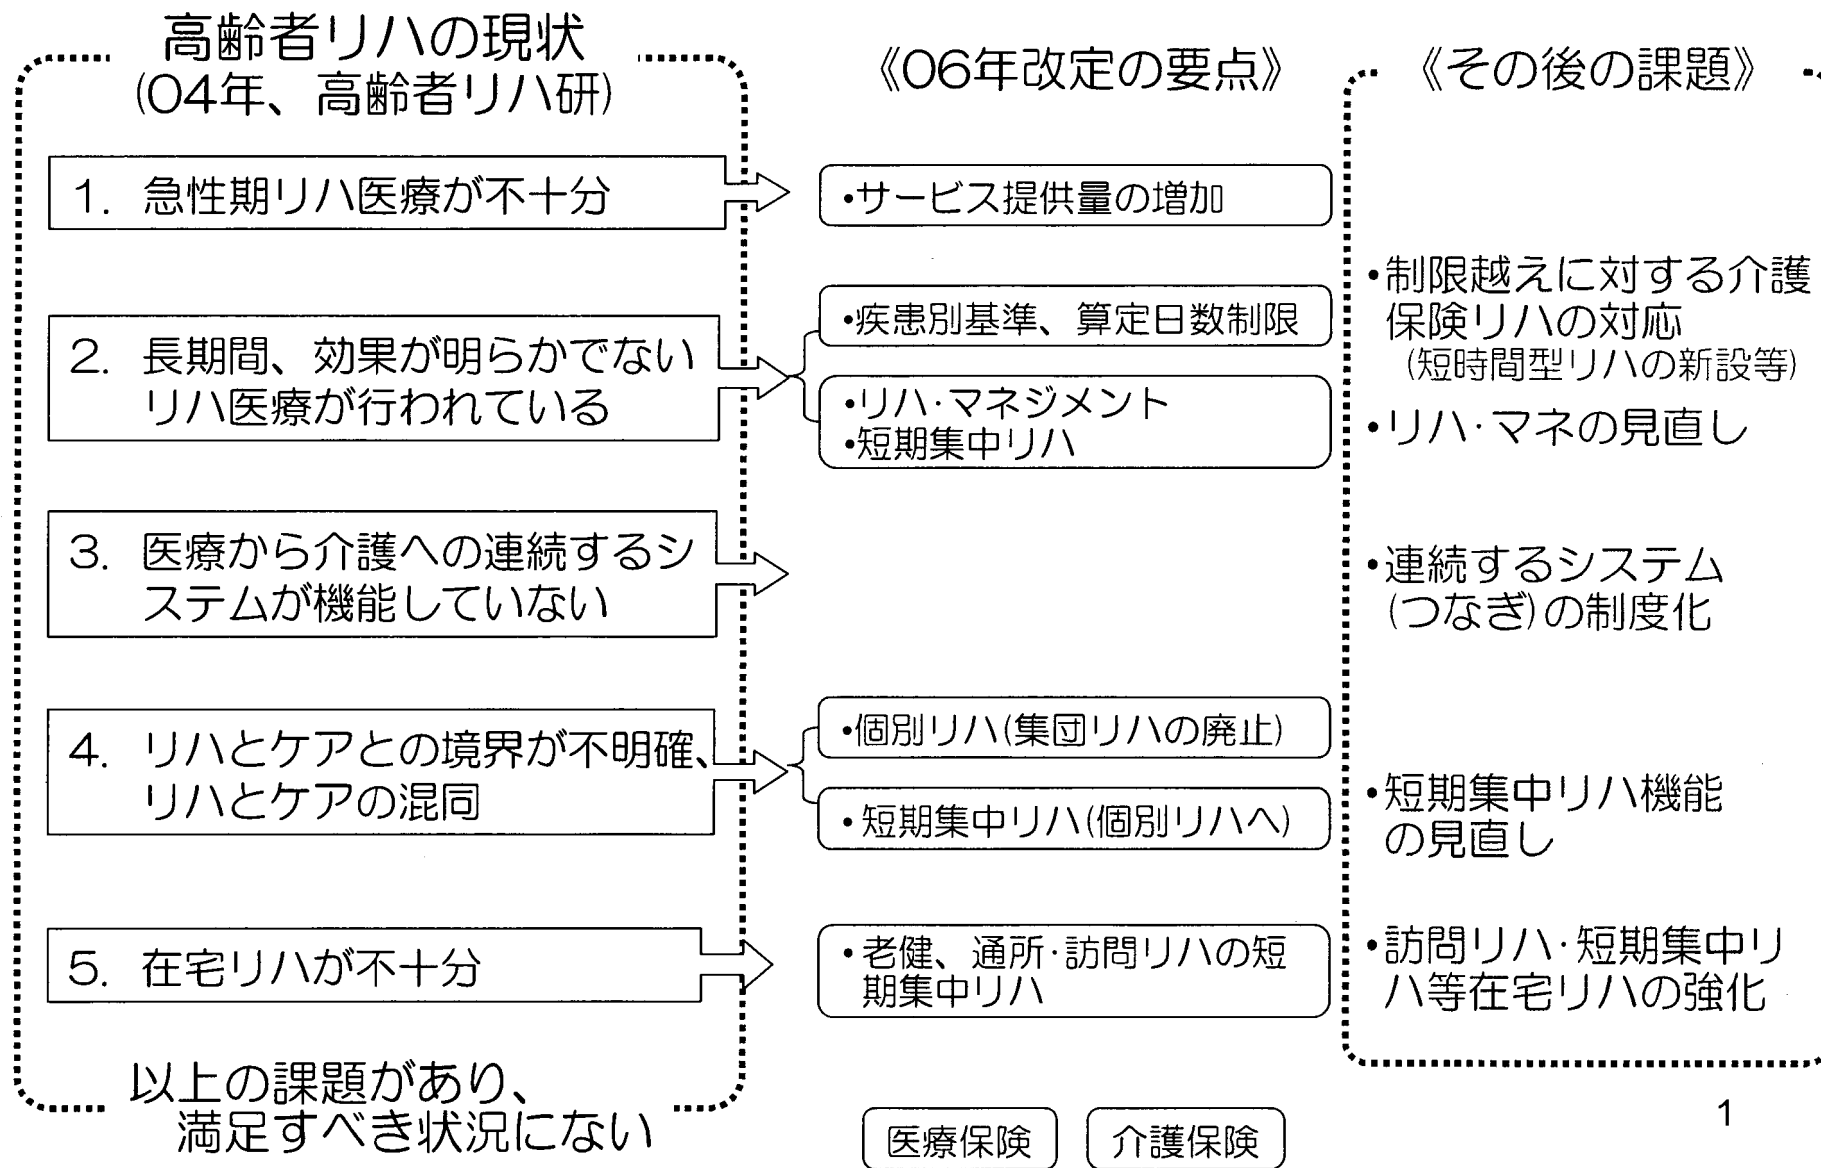 高齢者リハの現状
(04年、高齢者リハ研)
1. 急性期リハ医療が不十分
2. 長期間、効果が明らかでない
リハ医療が行われている
3. 医療から介護への連続するシ
ステムが機能していない
4. リハとケアとの境界が不明確、
リハとケアの混同
5. 在宅リハが不十分
以上の課題があり、
満足すべき状況にない
《06年改定の要点》
•サービス提供量の増加
•疾患別基準、算定日数制限
•リハ･マネジメント
•短期集中リハ
•個別リハ(集団リハの廃止)
•短期集中リハ(個別リハへ)
•老健、通所･訪問リハの短
期集中リハ
医療保険
介護保険
《その後の課題》
•制限越えに対する介護
保険リハの対応
(短時間型リハの新設等)
•リハ･マネの見直し
•連続するシステム
(つなぎ)の制度化
•短期集中リハ機能
の見直し
•訪問リハ･短期集中リ
ハ等在宅リハの強化
1